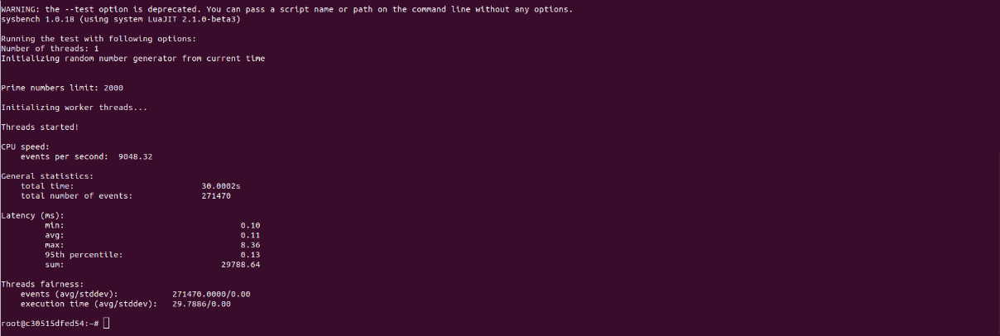 WARNING: the --test option is deprecated. You can pass a script name or path on the command line without any options.
sysbench 1.0.18 (using system LuaJIT 2.1.0-beta3)
Running the test with following options:
Number of threads: 1
Initializing random number generator from current time
Prime numbers limit: 2000
Initializing worker threads...
Threads started!
CPU speed:
events per second: 9048.32
General statistics:
total time: 30.0002s
total number of events: 271470
Latency (ms):
min: 0.10
avg: 0.11
max: 8.36
95th percentile: 0.13
sum: 29788.64
Threads fairness:
events (avg/stddev): 271470.0000/0.00
execution time (avg/stddev): 29.7886/0.00
root@c30515dfed54:~#